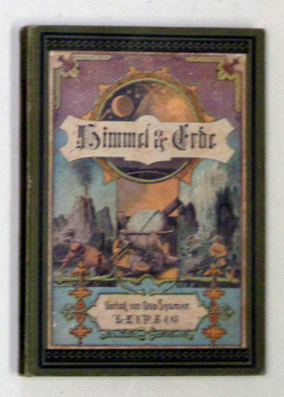 Himmel & Erde
Verlag von Otto Spamer
LEIPZIG